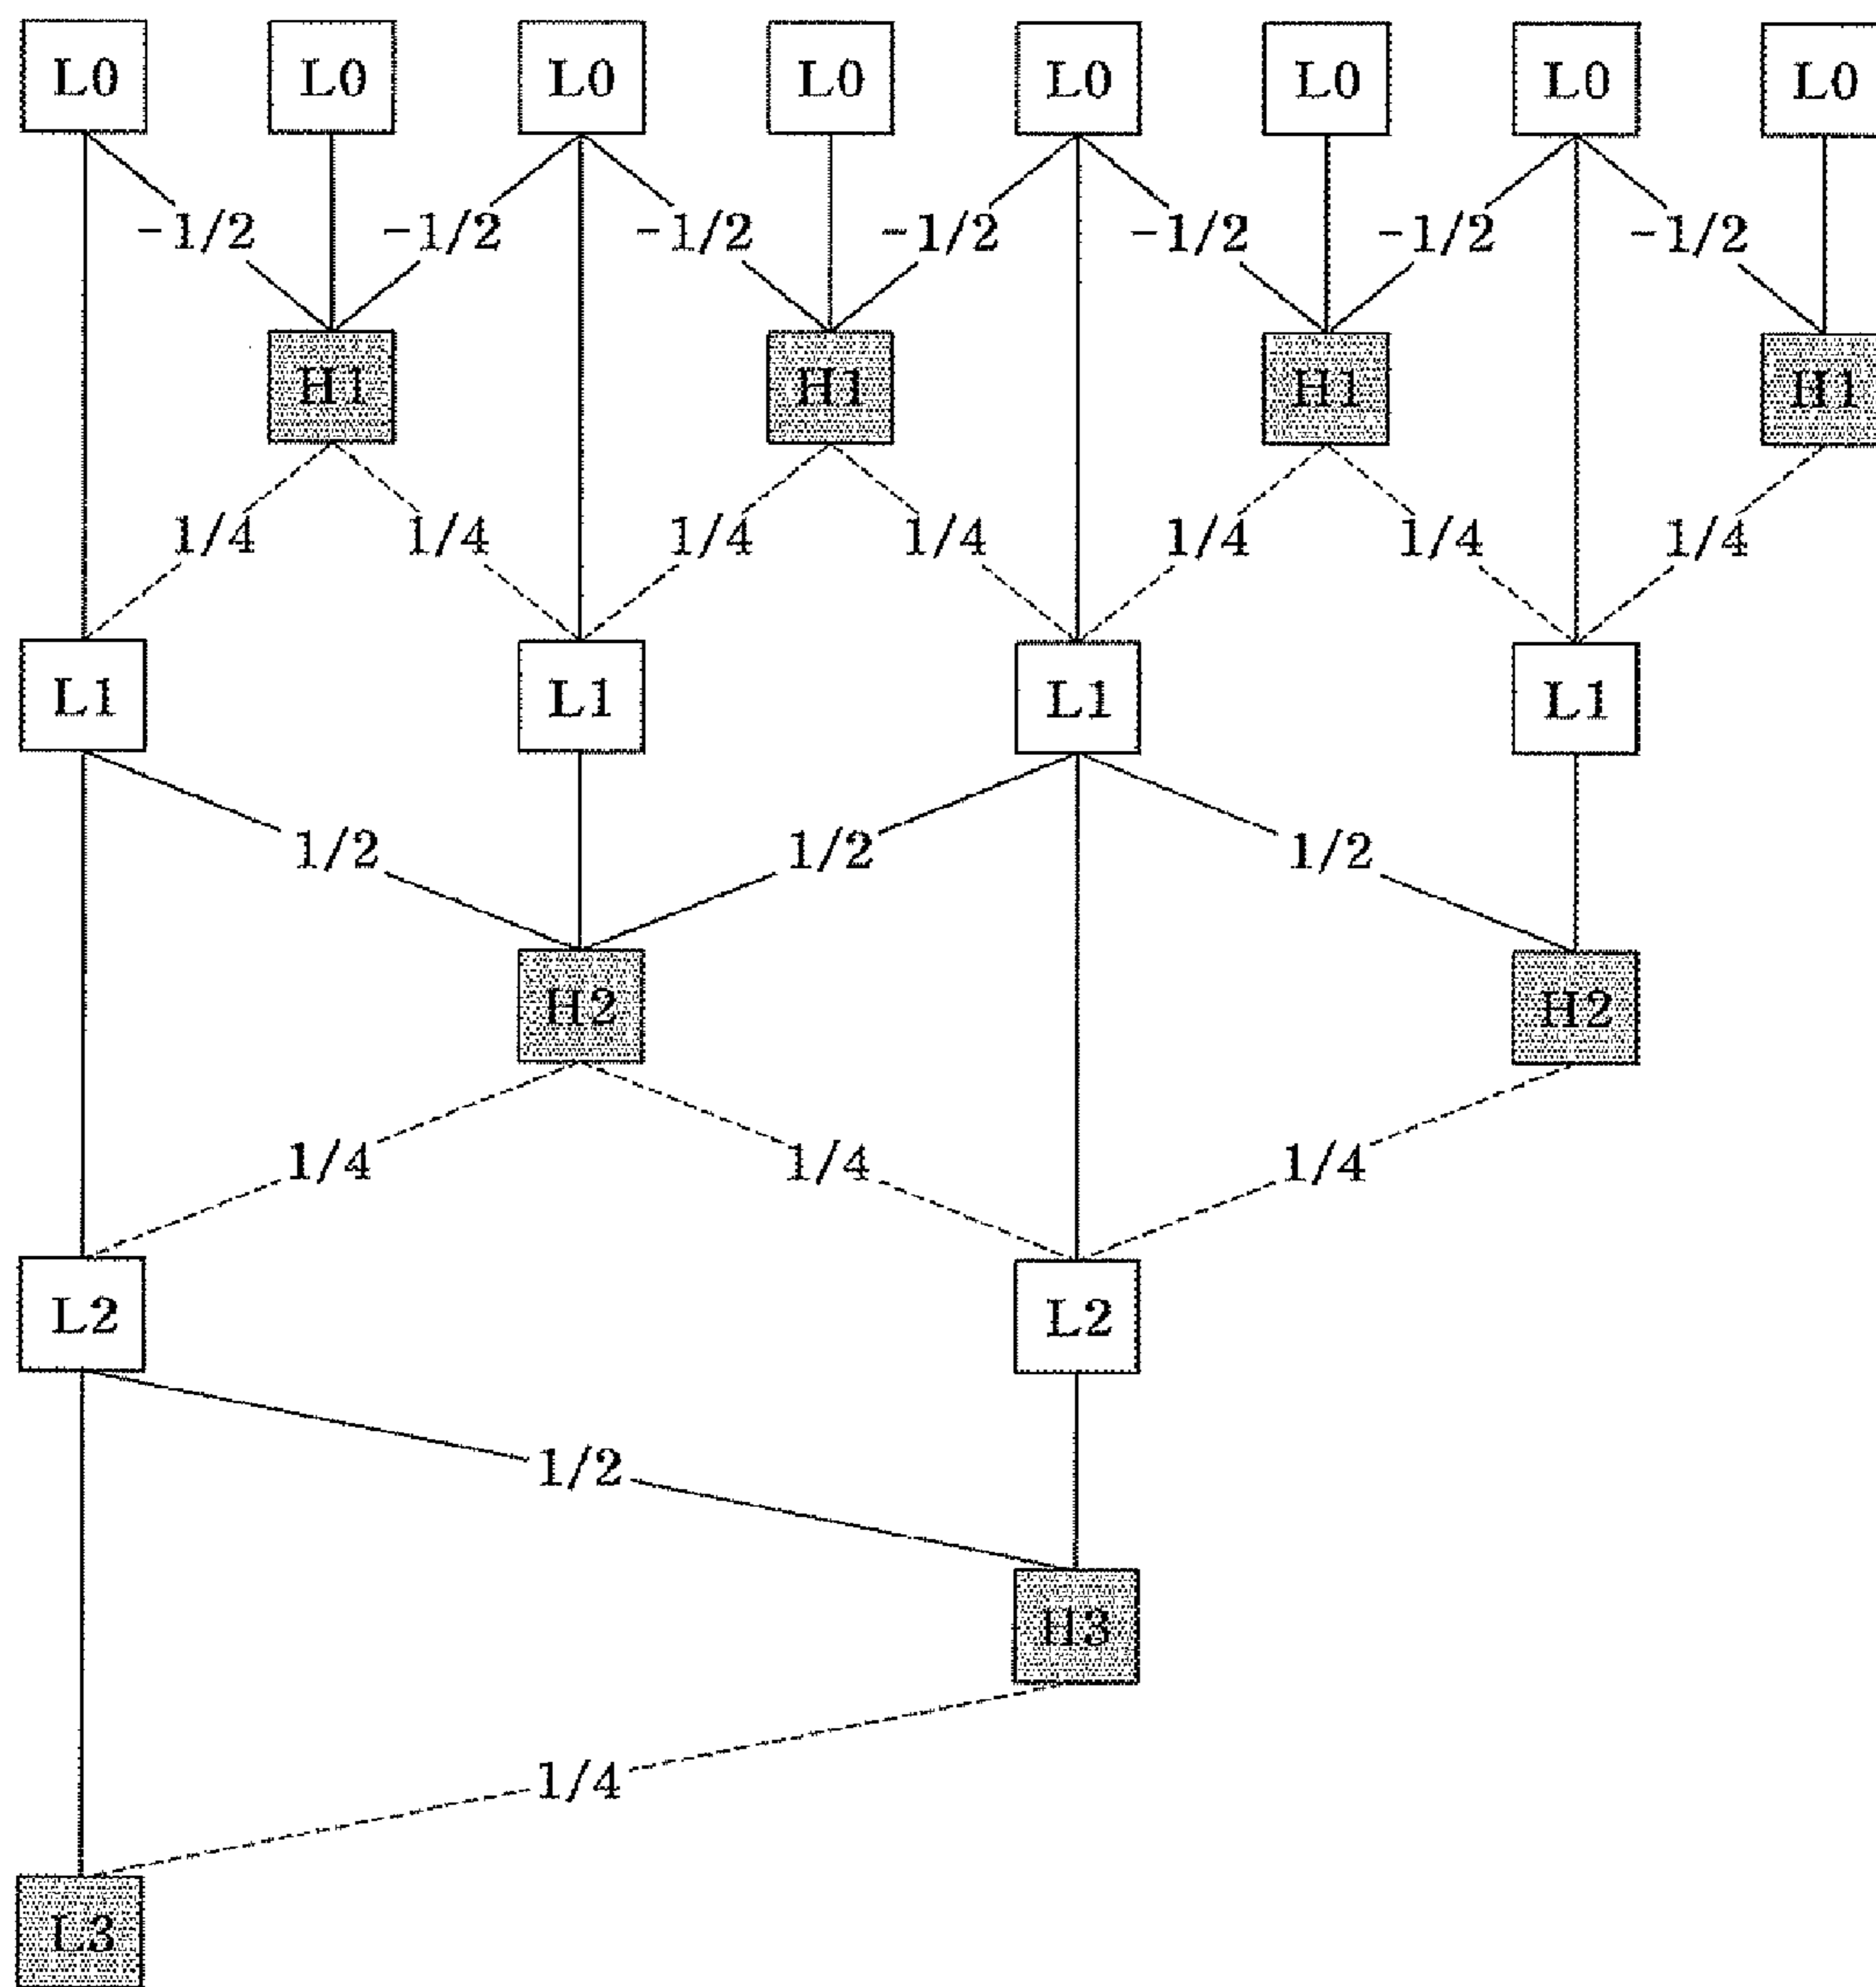 L0 L0 L0 L0 L0 L0 L0 L0
-1/2 -1/2 -1/2 -1/2 -1/2 -1/2 -1/2
H1 H1 H1 H1
1/4 1/4 1/4 1/4 1/4 1/4 1/4
L1 L1 L1 L1
1/2 1/2 1/2
H2 H2
1/4 1/4 1/4
L2 L2
1/2
H3
1/4
L3